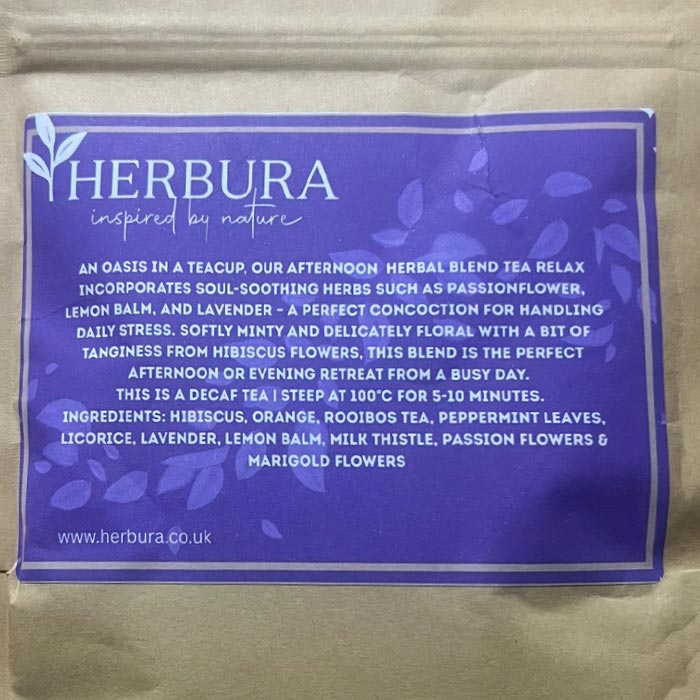 HERBURA
inspired by nature
AN OASIS IN A TEACUP, OUR AFTERNOON HERBAL BLEND TEA RELAX
INCORPORATES SOUL-SOOTHING HERBS SUCH AS PASSIONFLOWER,
LEMON BALM, AND LAVENDER - A PERFECT CONCOCTION FOR HANDLING
DAILY STRESS. SOFTLY MINTY AND DELICATELY FLORAL WITH A BIT OF
TANGINESS FROM HIBISCUS FLOWERS, THIS BLEND IS THE PERFECT
AFTERNOON OR EVENING RETREAT FROM A BUSY DAY.
THIS IS A DECAF TEA | STEEP AT 100°C FOR 5-10 MINUTES.
INGREDIENTS: HIBISCUS, ORANGE, ROOIBOS TEA, PEPPERMINT LEAVES,
LICORICE, LAVENDER, LEMON BALM, MILK THISTLE, PASSION FLOWERS &
MARIGOLD FLOWERS
www.herbura.co.uk